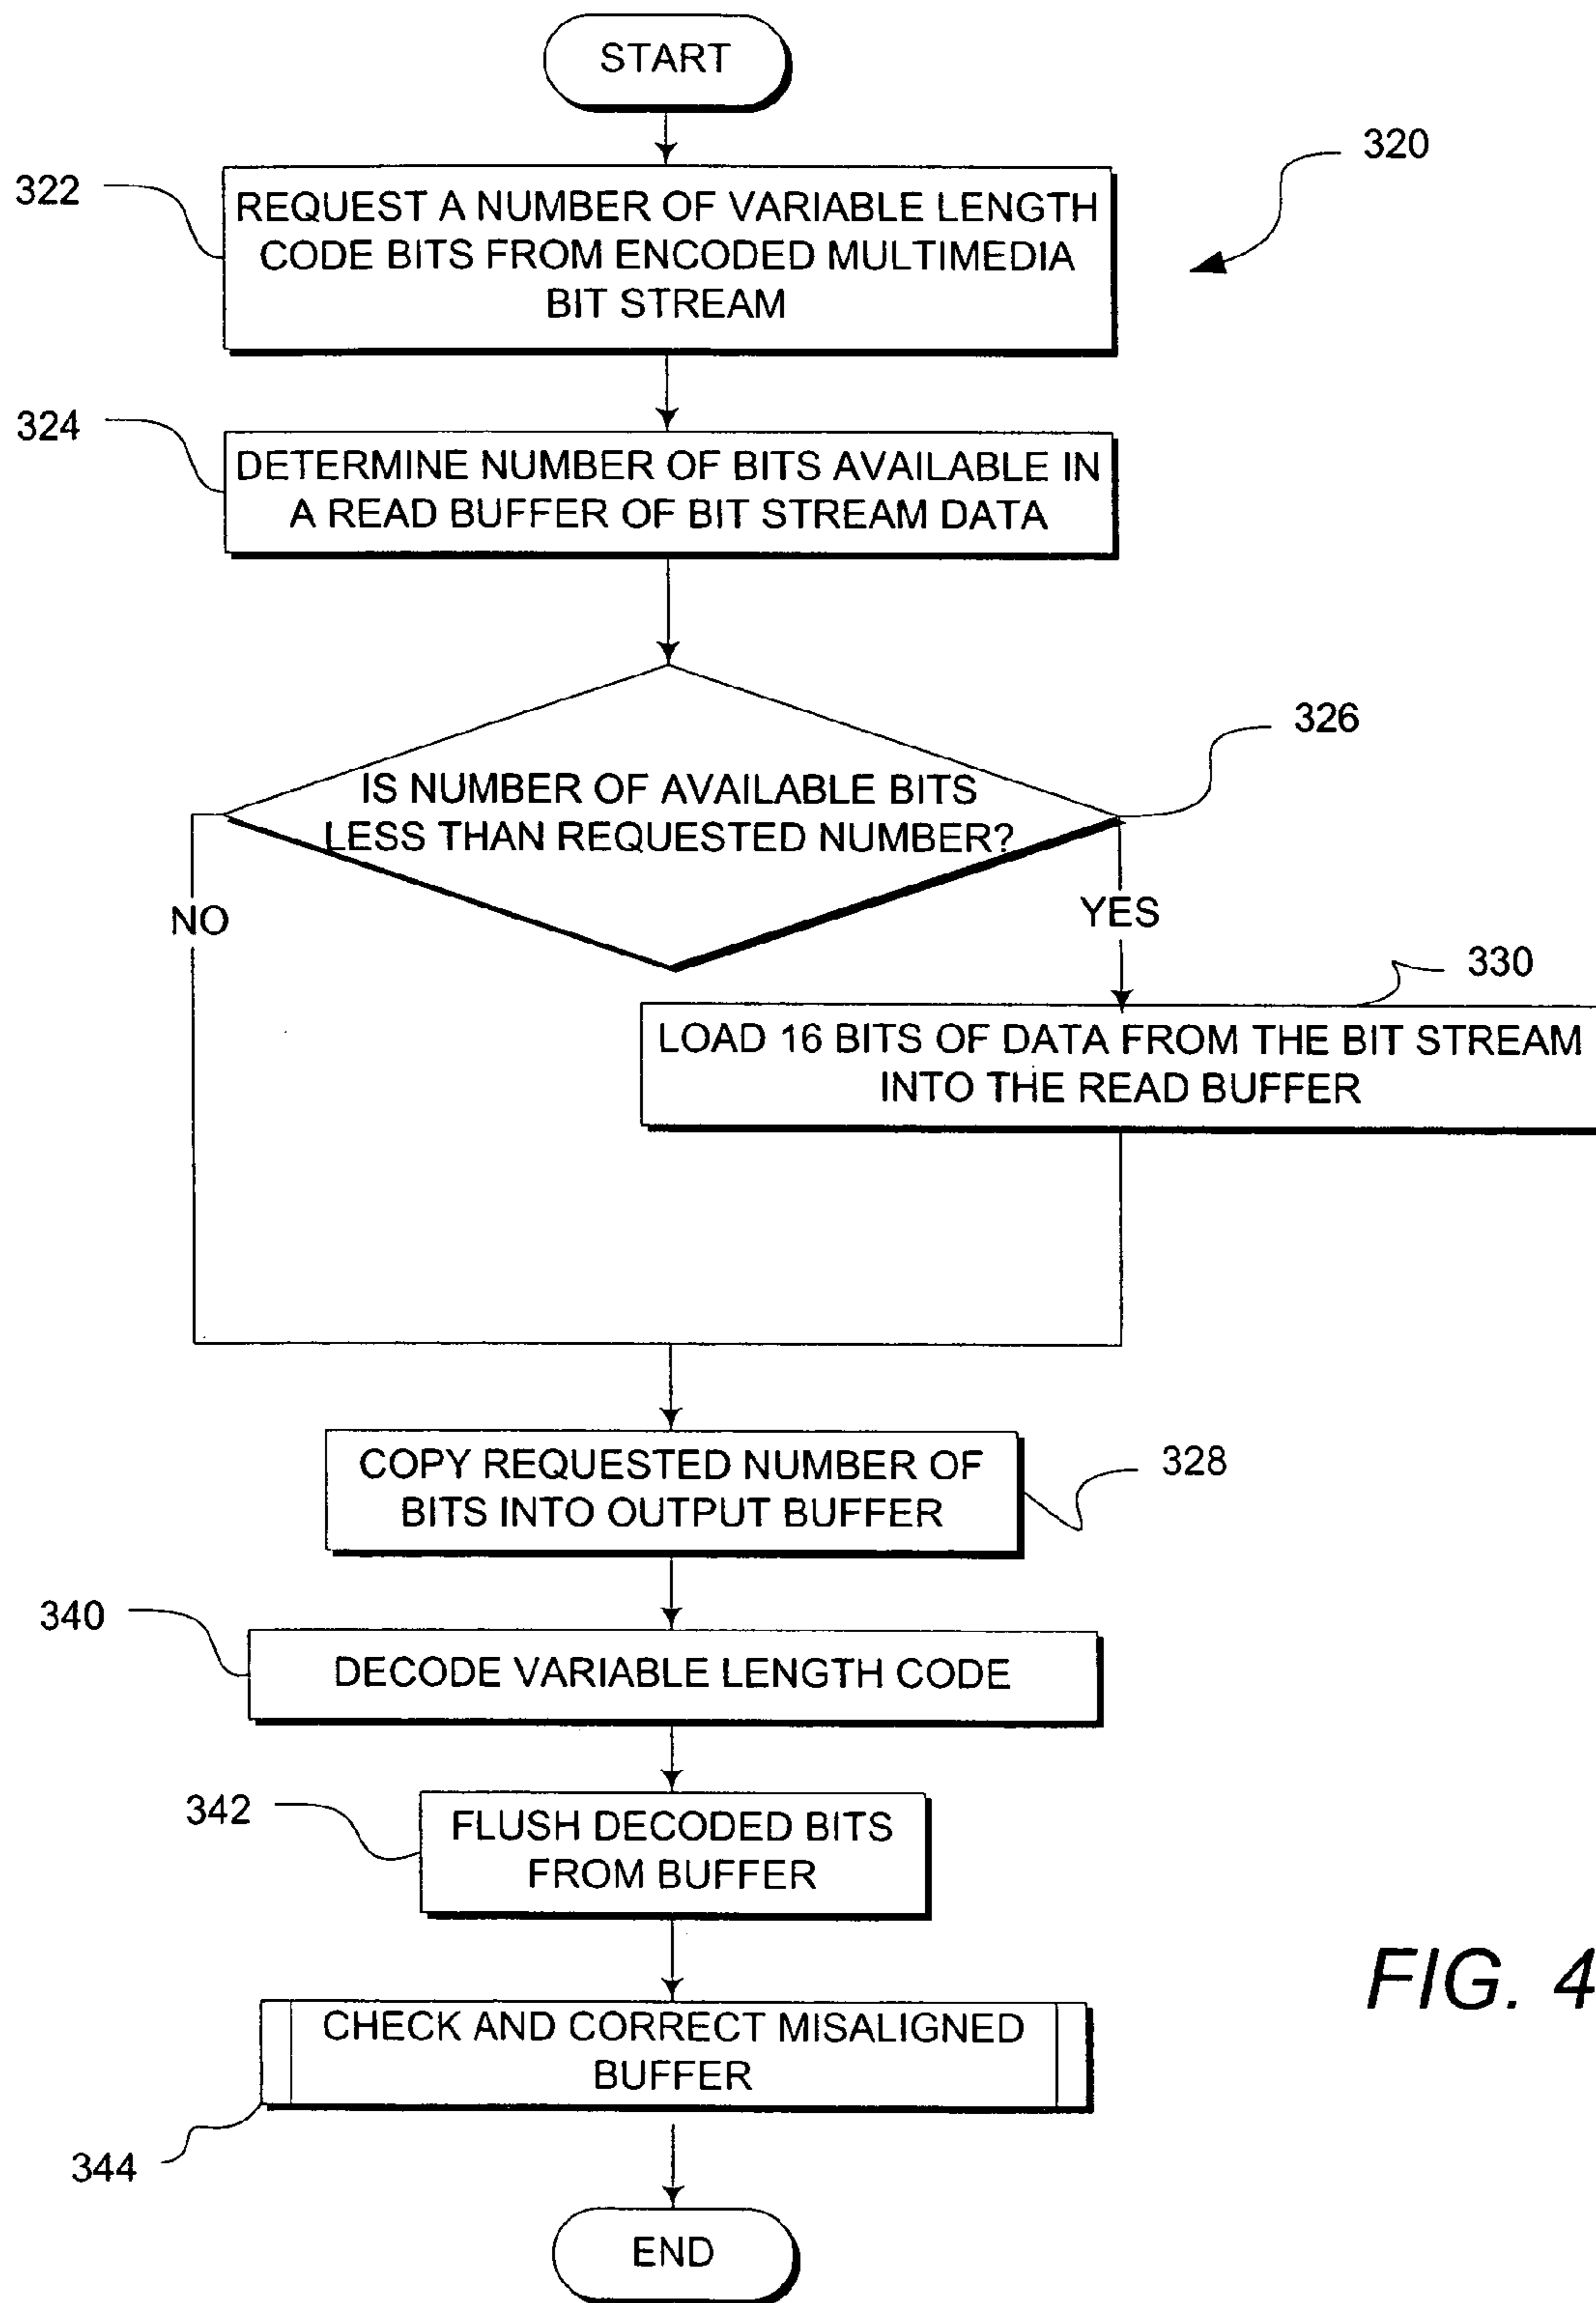 START
320
322
REQUEST A NUMBER OF VARIABLE LENGTH
CODE BITS FROM ENCODED MULTIMEDIA
BIT STREAM
324
DETERMINE NUMBER OF BITS AVAILABLE IN
A READ BUFFER OF BIT STREAM DATA
326
IS NUMBER OF AVAILABLE BITS
LESS THAN REQUESTED NUMBER?
NO
YES
330
LOAD 16 BITS OF DATA FROM THE BIT STREAM
INTO THE READ BUFFER
COPY REQUESTED NUMBER OF
BITS INTO OUTPUT BUFFER
328
340
DECODE VARIABLE LENGTH CODE
342
FLUSH DECODED BITS
FROM BUFFER
FIG. 4
CHECK AND CORRECT MISALIGNED
BUFFER
344
END